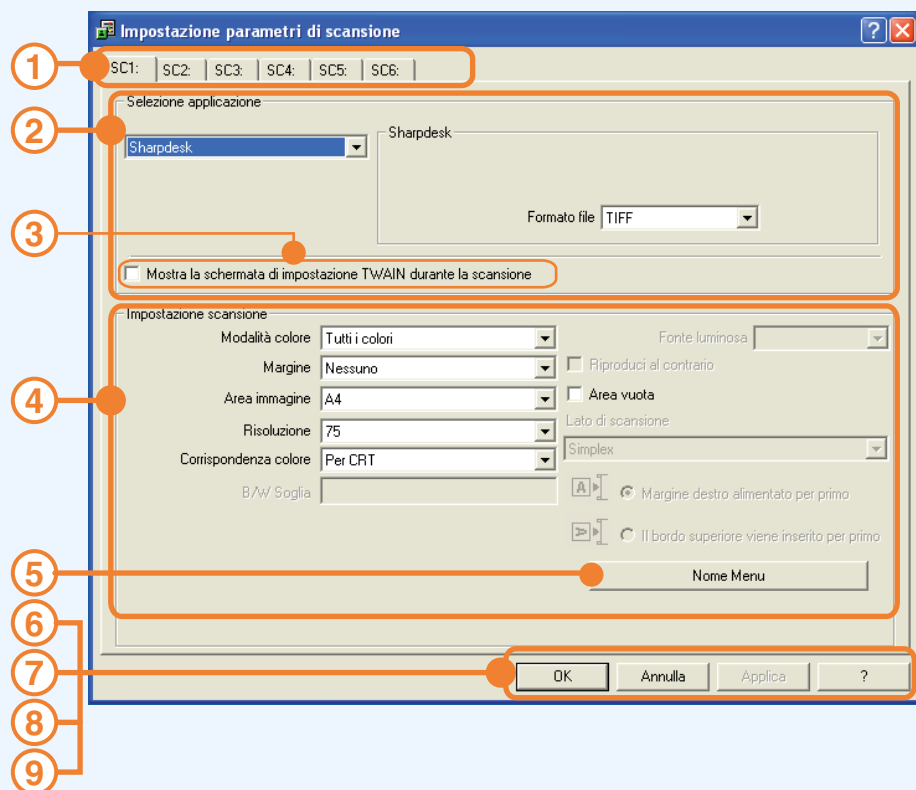 Impostazione parametri di scansione
1
SC1: SC2: SC3: SC4: SC5: SC6:
2
Selezione applicazione
Sharpdesk
Sharpdesk
Formato file TIFF
3
Mostra la schermata di impostazione TWAIN durante la scansione
4
Impostazione scansione
Modalità colore Tutti i colori
Fonte luminosa
Margine Nessuno
Riproduci al contrario
Area immagine A4
Area vuota
Lato di scansione
Risoluzione 75
Simplex
Corrispondenza colore Per CRT
B/W Soglia
A Margine destro alimentato per primo
A Il bordo superiore viene inserito per primo
5
Nome Menu
6
7
OK Annulla Applica ?
8
9